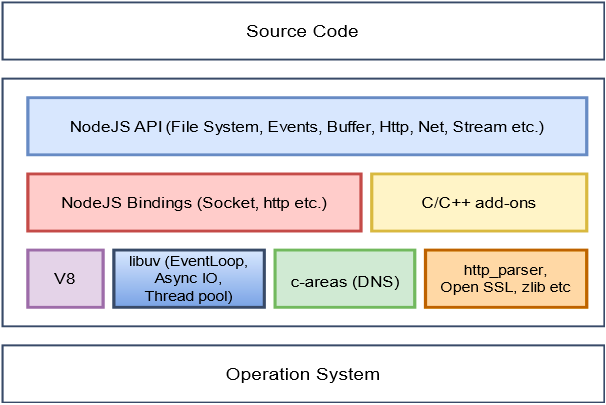 Source Code
NodeJS API (File System, Events, Buffer, Http, Net, Stream etc.)
NodeJS Bindings (Socket, http etc.)
C/C++ add-ons
V8
libuv (EventLoop,
Async IO,
Thread pool)
c-areas (DNS)
http_parser,
Open SSL, zlib etc
Operation System